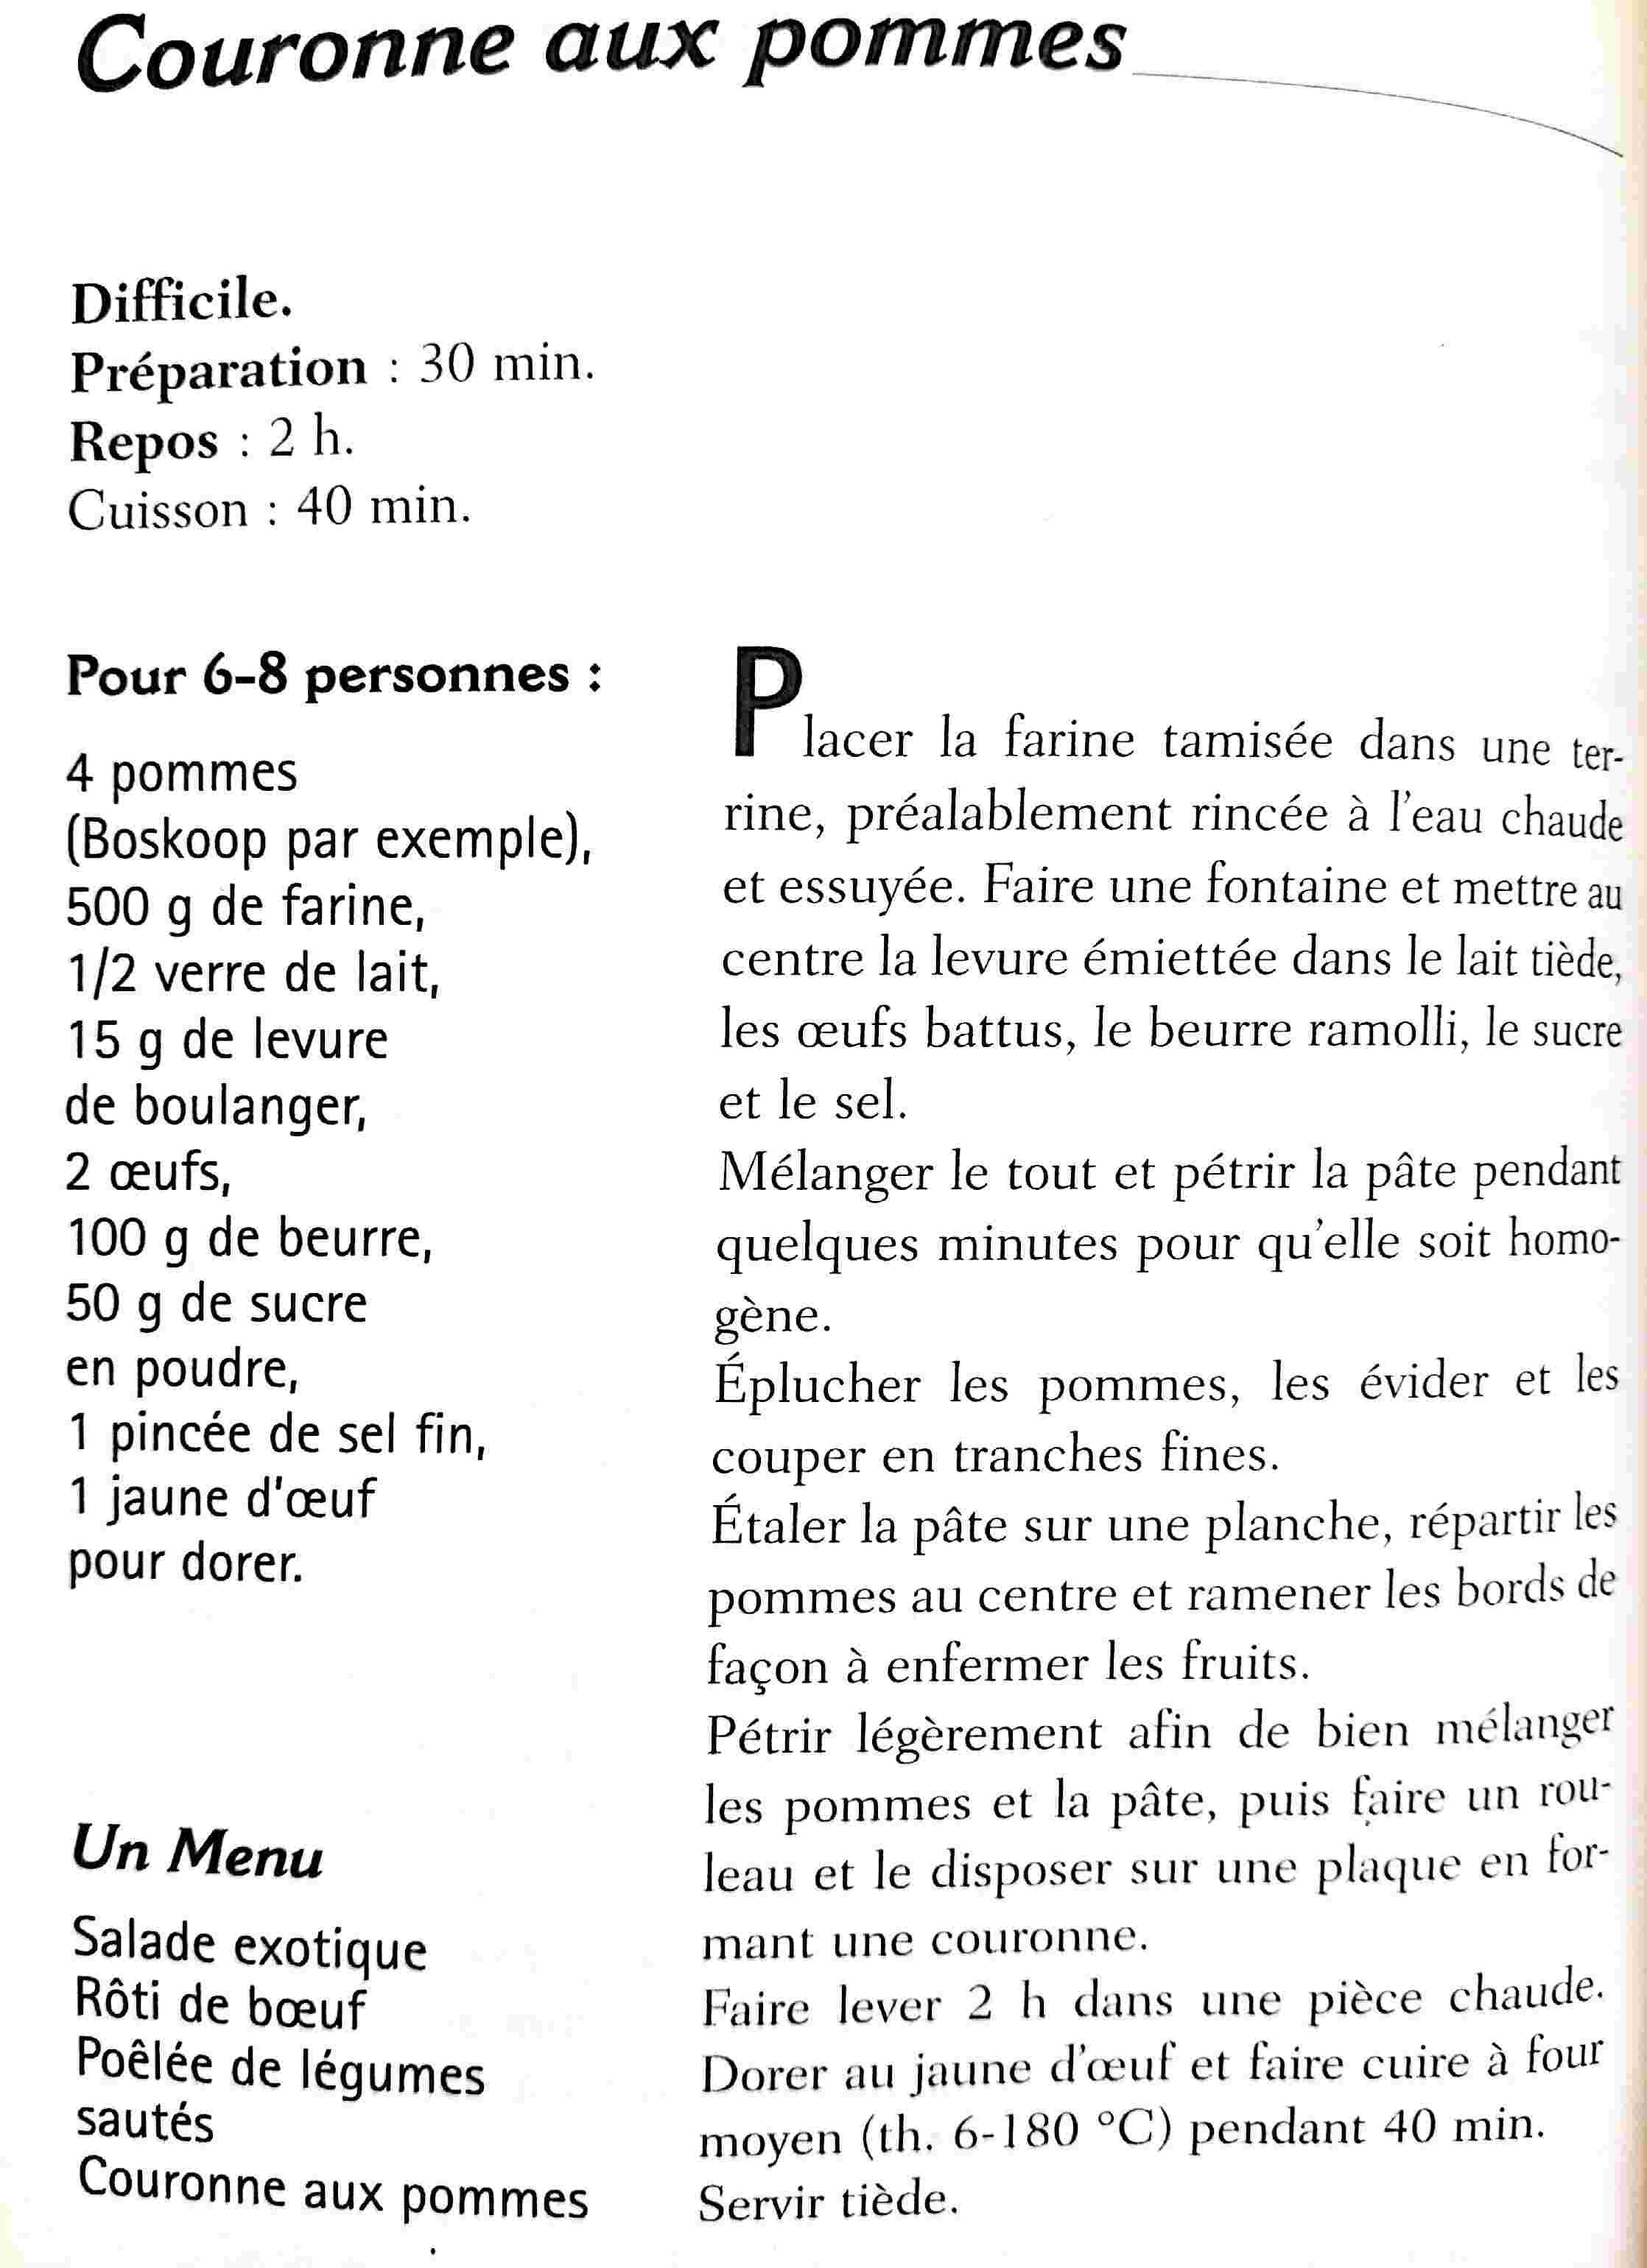 Couronne aux pommes
Difficile.
Préparation : 30 min.
Repos : 2 h.
Cuisson : 40 min.
Pour 6-8 personnes :
4 pommes
(Boskoop par exemple),
500 g de farine,
1/2 verre de lait,
15 g de levure
de boulanger,
2 œufs,
100 g de beurre,
50 g de sucre
en poudre,
1 pincée de sel fin,
1 jaune d'œuf
pour dorer.
Un Menu
Salade exotique
Rôti de bœuf
Poêlée de légumes
sautés
Couronne aux pommes
Placer la farine tamisée dans une ter-
rine, préalablement rincée à l'eau chaude
et essuyée. Faire une fontaine et mettre au
centre la levure émiettée dans le lait tiède,
les œufs battus, le beurre ramolli, le sucre
et le sel.
Mélanger le tout et pétrir la pâte pendant
quelques minutes pour qu'elle soit homo-
gène.
Éplucher les pommes, les évider et les
couper en tranches fines.
Étaler la pâte sur une planche, répartir les
pommes au centre et ramener les bords de
façon à enfermer les fruits.
Pétrir légèrement afin de bien mélanger
les pommes et la pâte, puis faire un rou-
leau et le disposer sur une plaque en for-
mant une couronne.
Faire lever 2 h dans une pièce chaude.
Dorer au jaune d'œuf et faire cuire à four
moyen (th. 6-180 °C) pendant 40 min.
Servir tiède.